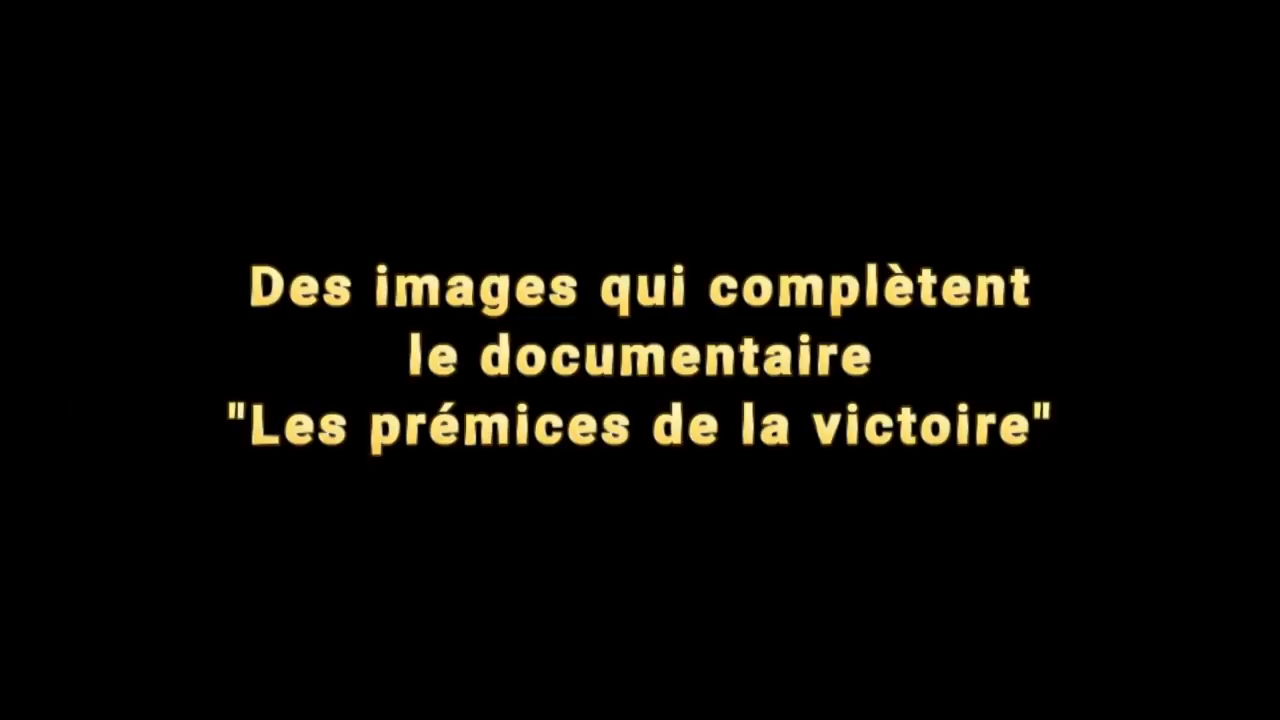 Des images qui complètent
le documentaire
"Les prémices de la victoire"